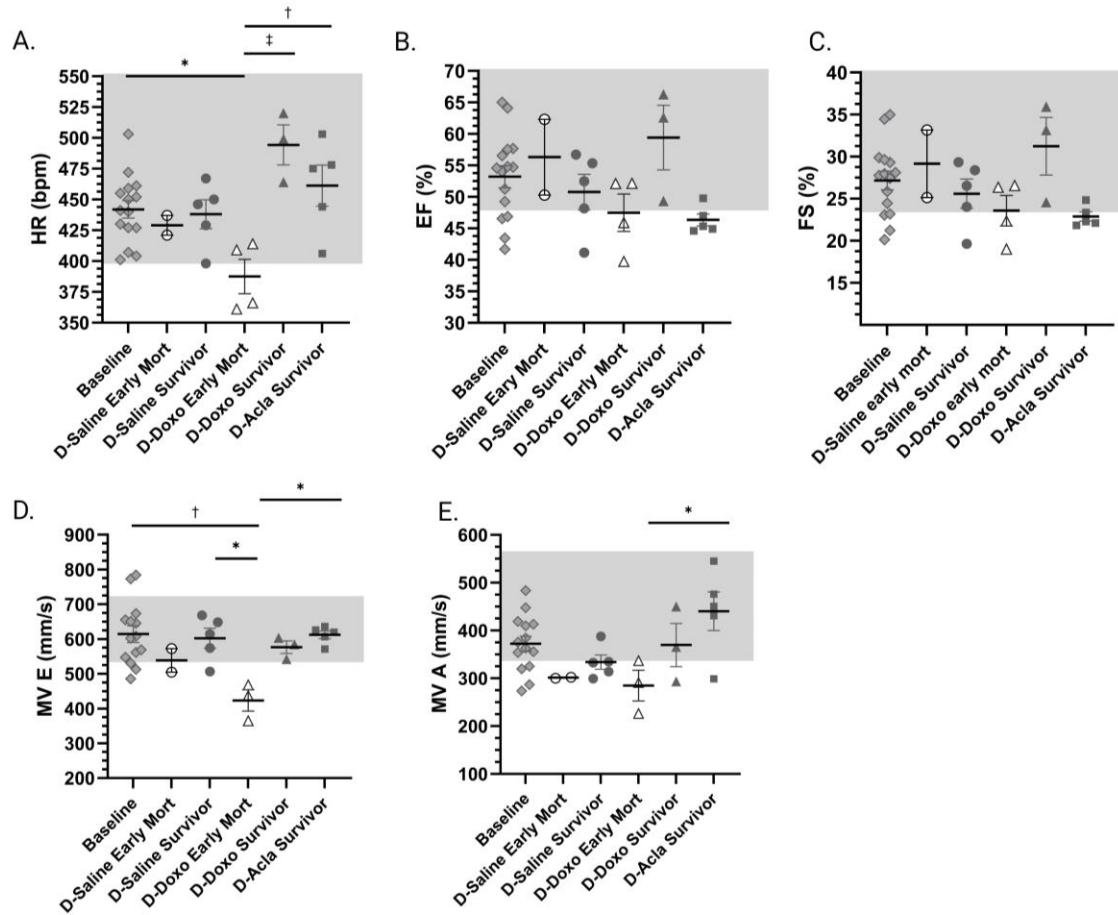 A.
†
‡
*
HR (bpm)
550
525
500
475
450
425
400
375
350
Baseline
D-Saline Early Mort
D-Saline Survivor
D-Doxo Early Mort
D-Doxo Survivor
D-Acla Survivor
B.
EF (%)
70
65
60
55
50
45
40
35
30
Baseline
D-Saline Early Mort
D-Saline Survivor
D-Doxo Early Mort
D-Doxo Survivor
D-Acla Survivor
C.
FS (%)
40
35
30
25
20
15
Baseline
D-Saline early mort
D-Saline Survivo
D-Doxo early mort
D-Doxo Survivor
D-Acla Survivor
D.
*
†
*
MV E (mm/s)
900
800
700
600
500
400
300
200
Baseline
D-Saline Early Mort
D-Saline Survivor
D-Doxo Early Mort
D-Doxo Survivor
D-Acla Survivor
E.
*
MV A (mm/s)
600
500
400
300
200
100
Baseline
D-Saline Early Mort
D-Saline Survivor
D-Doxo Early Mort
D-Doxo Survivor
D-Acla Survivor